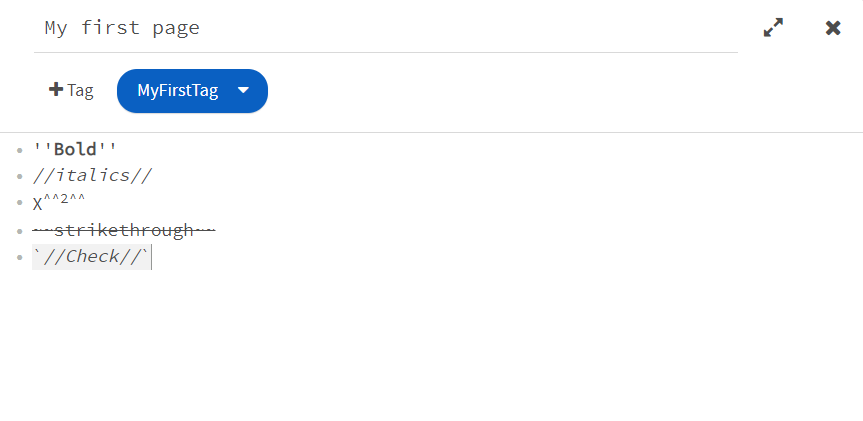 My first page
Tag MyFirstTag
''Bold''
//italics//
X^^2^^
~~strikethrough~~
`//Check//`